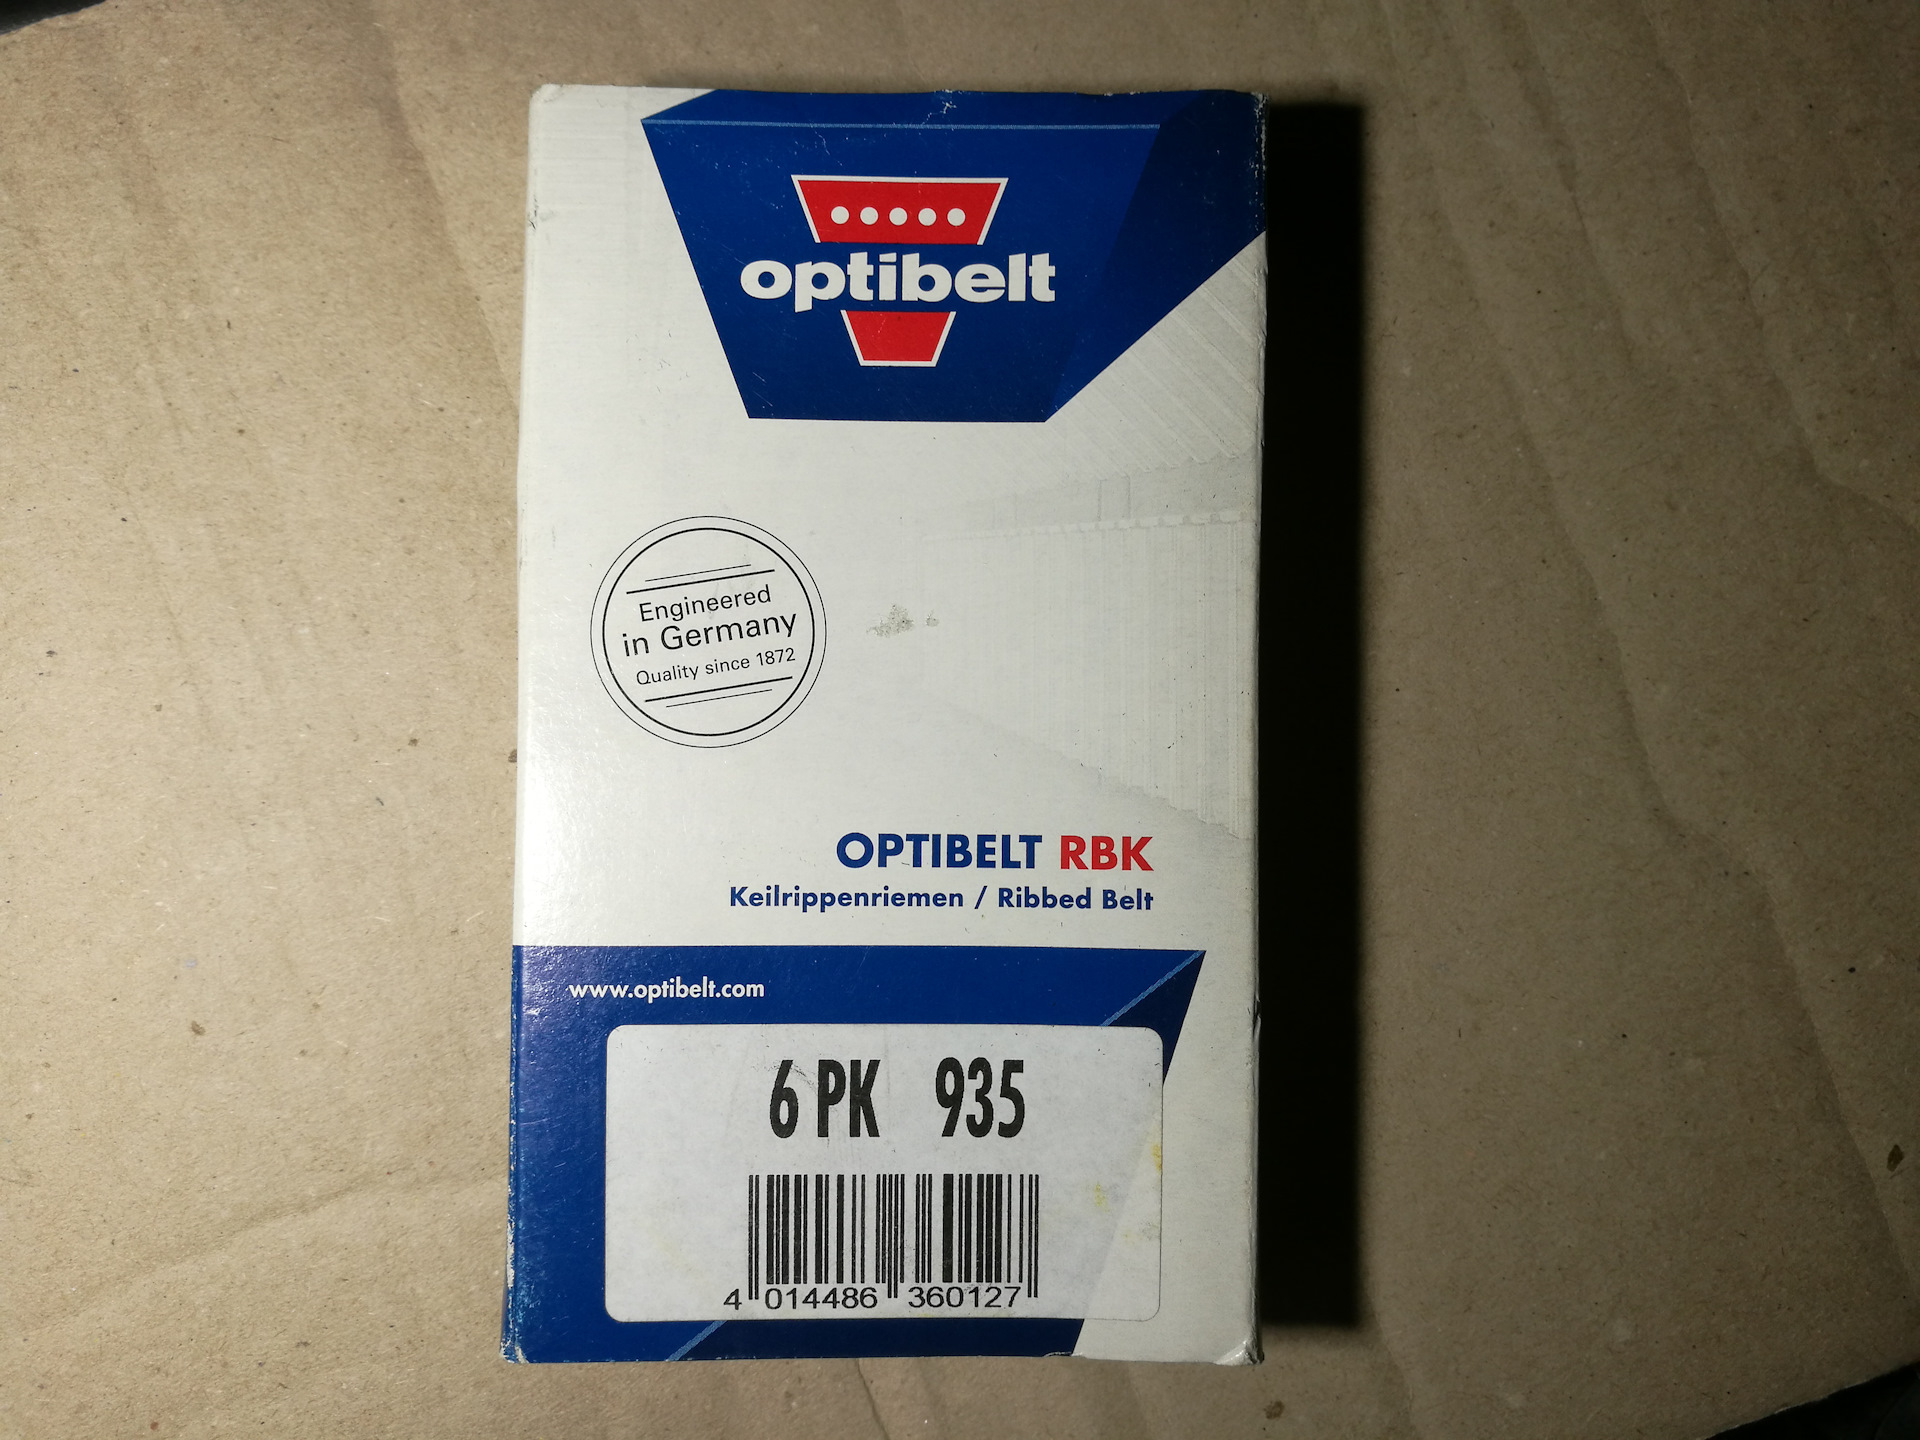 optibelt
Engineered
in Germany
Quality since 1872
OPTIBELT RBK
Keilrippenriemen / Ribbed Belt
www.optibelt.com
6 PK 935
4 014486 360127